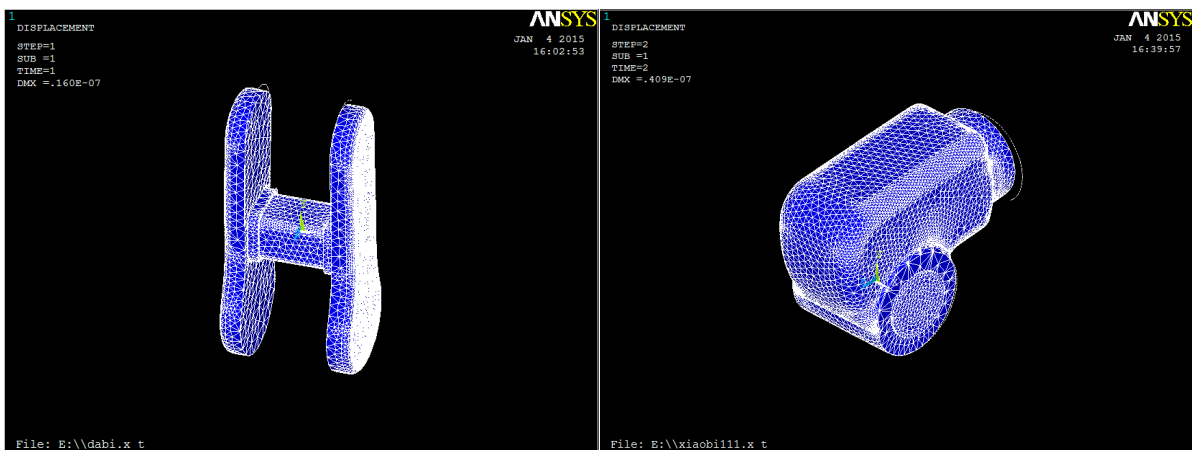 1
ANSYS
DISPLACEMENT
JAN 4 2015
16:02:53
STEP=1
SUB =1
TIME=1
DMX =.160E-07
File: E:\\dabi.x t
1
ANSYS
DISPLACEMENT
JAN 4 2015
16:39:57
STEP=2
SUB =1
TIME=2
DMX =.409E-07
File: E:\\xiaobi111.x t